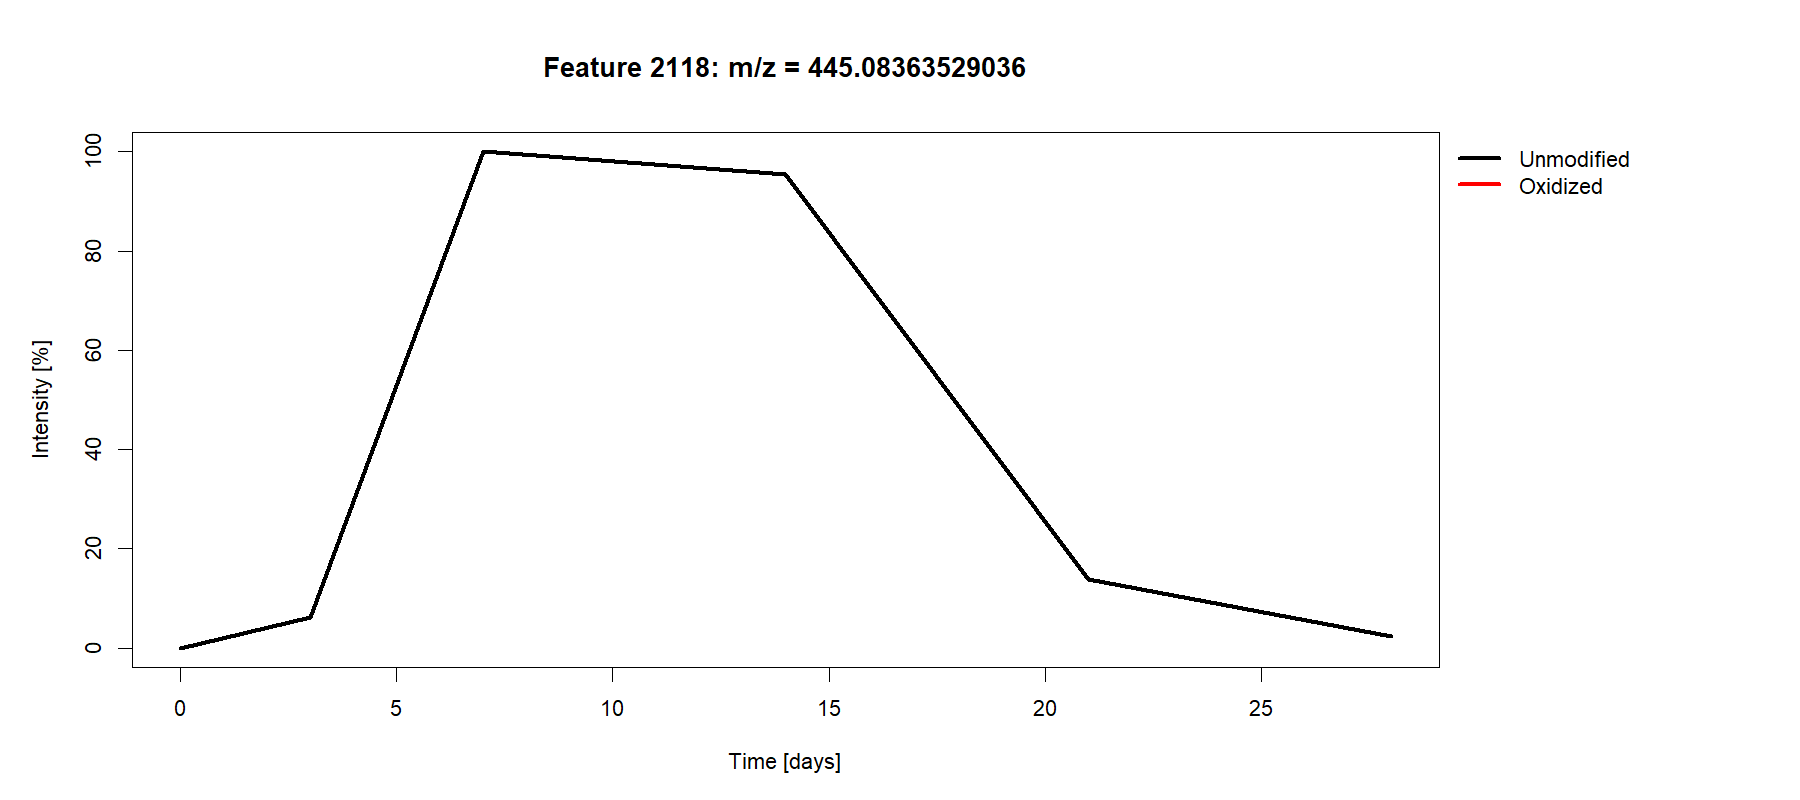 Feature 2118: m/z = 445.08363529036
Unmodified
Oxidized
Intensity [%]
100
80
60
40
20
0
0 5 10 15 20 25
Time [days]